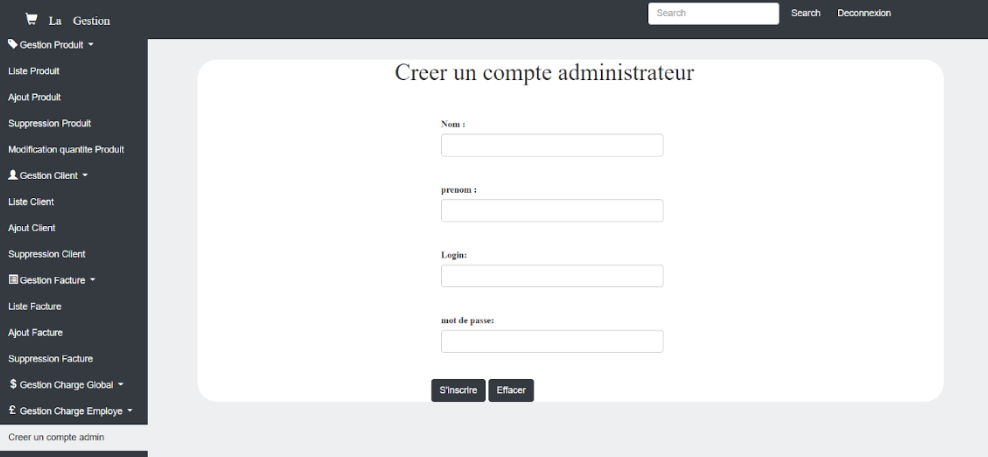 La Gestion
Search Search Deconnexion
Gestion Produit
Liste Produit
Ajout Produit
Suppression Produit
Modification quantite Produit
Gestion Client
Liste Client
Ajout Client
Suppression Client
Gestion Facture
Liste Facture
Ajout Facture
Suppression Facture
$ Gestion Charge Global
£ Gestion Charge Employe
Creer un compte admin
Creer un compte administrateur
Nom :
prenom :
Login:
mot de passe:
S'inscrire Effacer